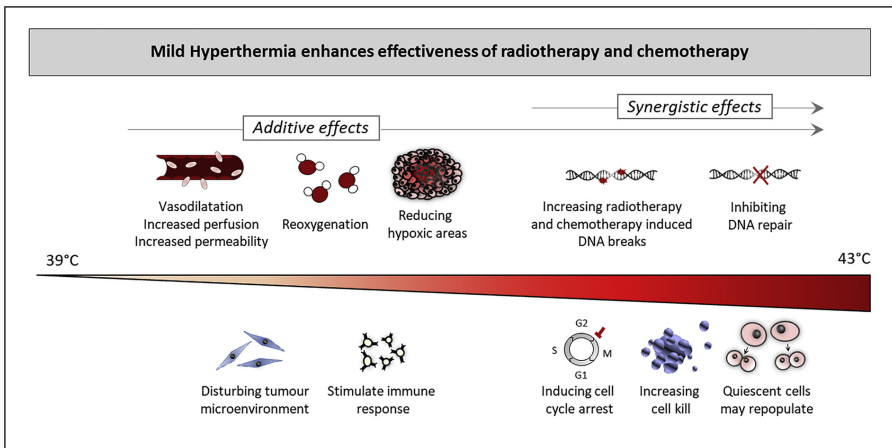 Mild Hyperthermia enhances effectiveness of radiotherapy and chemotherapy
Synergistic effects
Additive effects
Vasodilatation
Increased perfusion
Increased permeability
Reoxygenation
Reducing
hypoxic areas
Increasing radiotherapy
and chemotherapy induced
DNA breaks
Inhibiting
DNA repair
39°C
43°C
G2
S
M
G1
Disturbing tumour
microenvironment
Stimulate immune
response
Inducing cell
cycle arrest
Increasing
cell kill
Quiescent cells
may repopulate